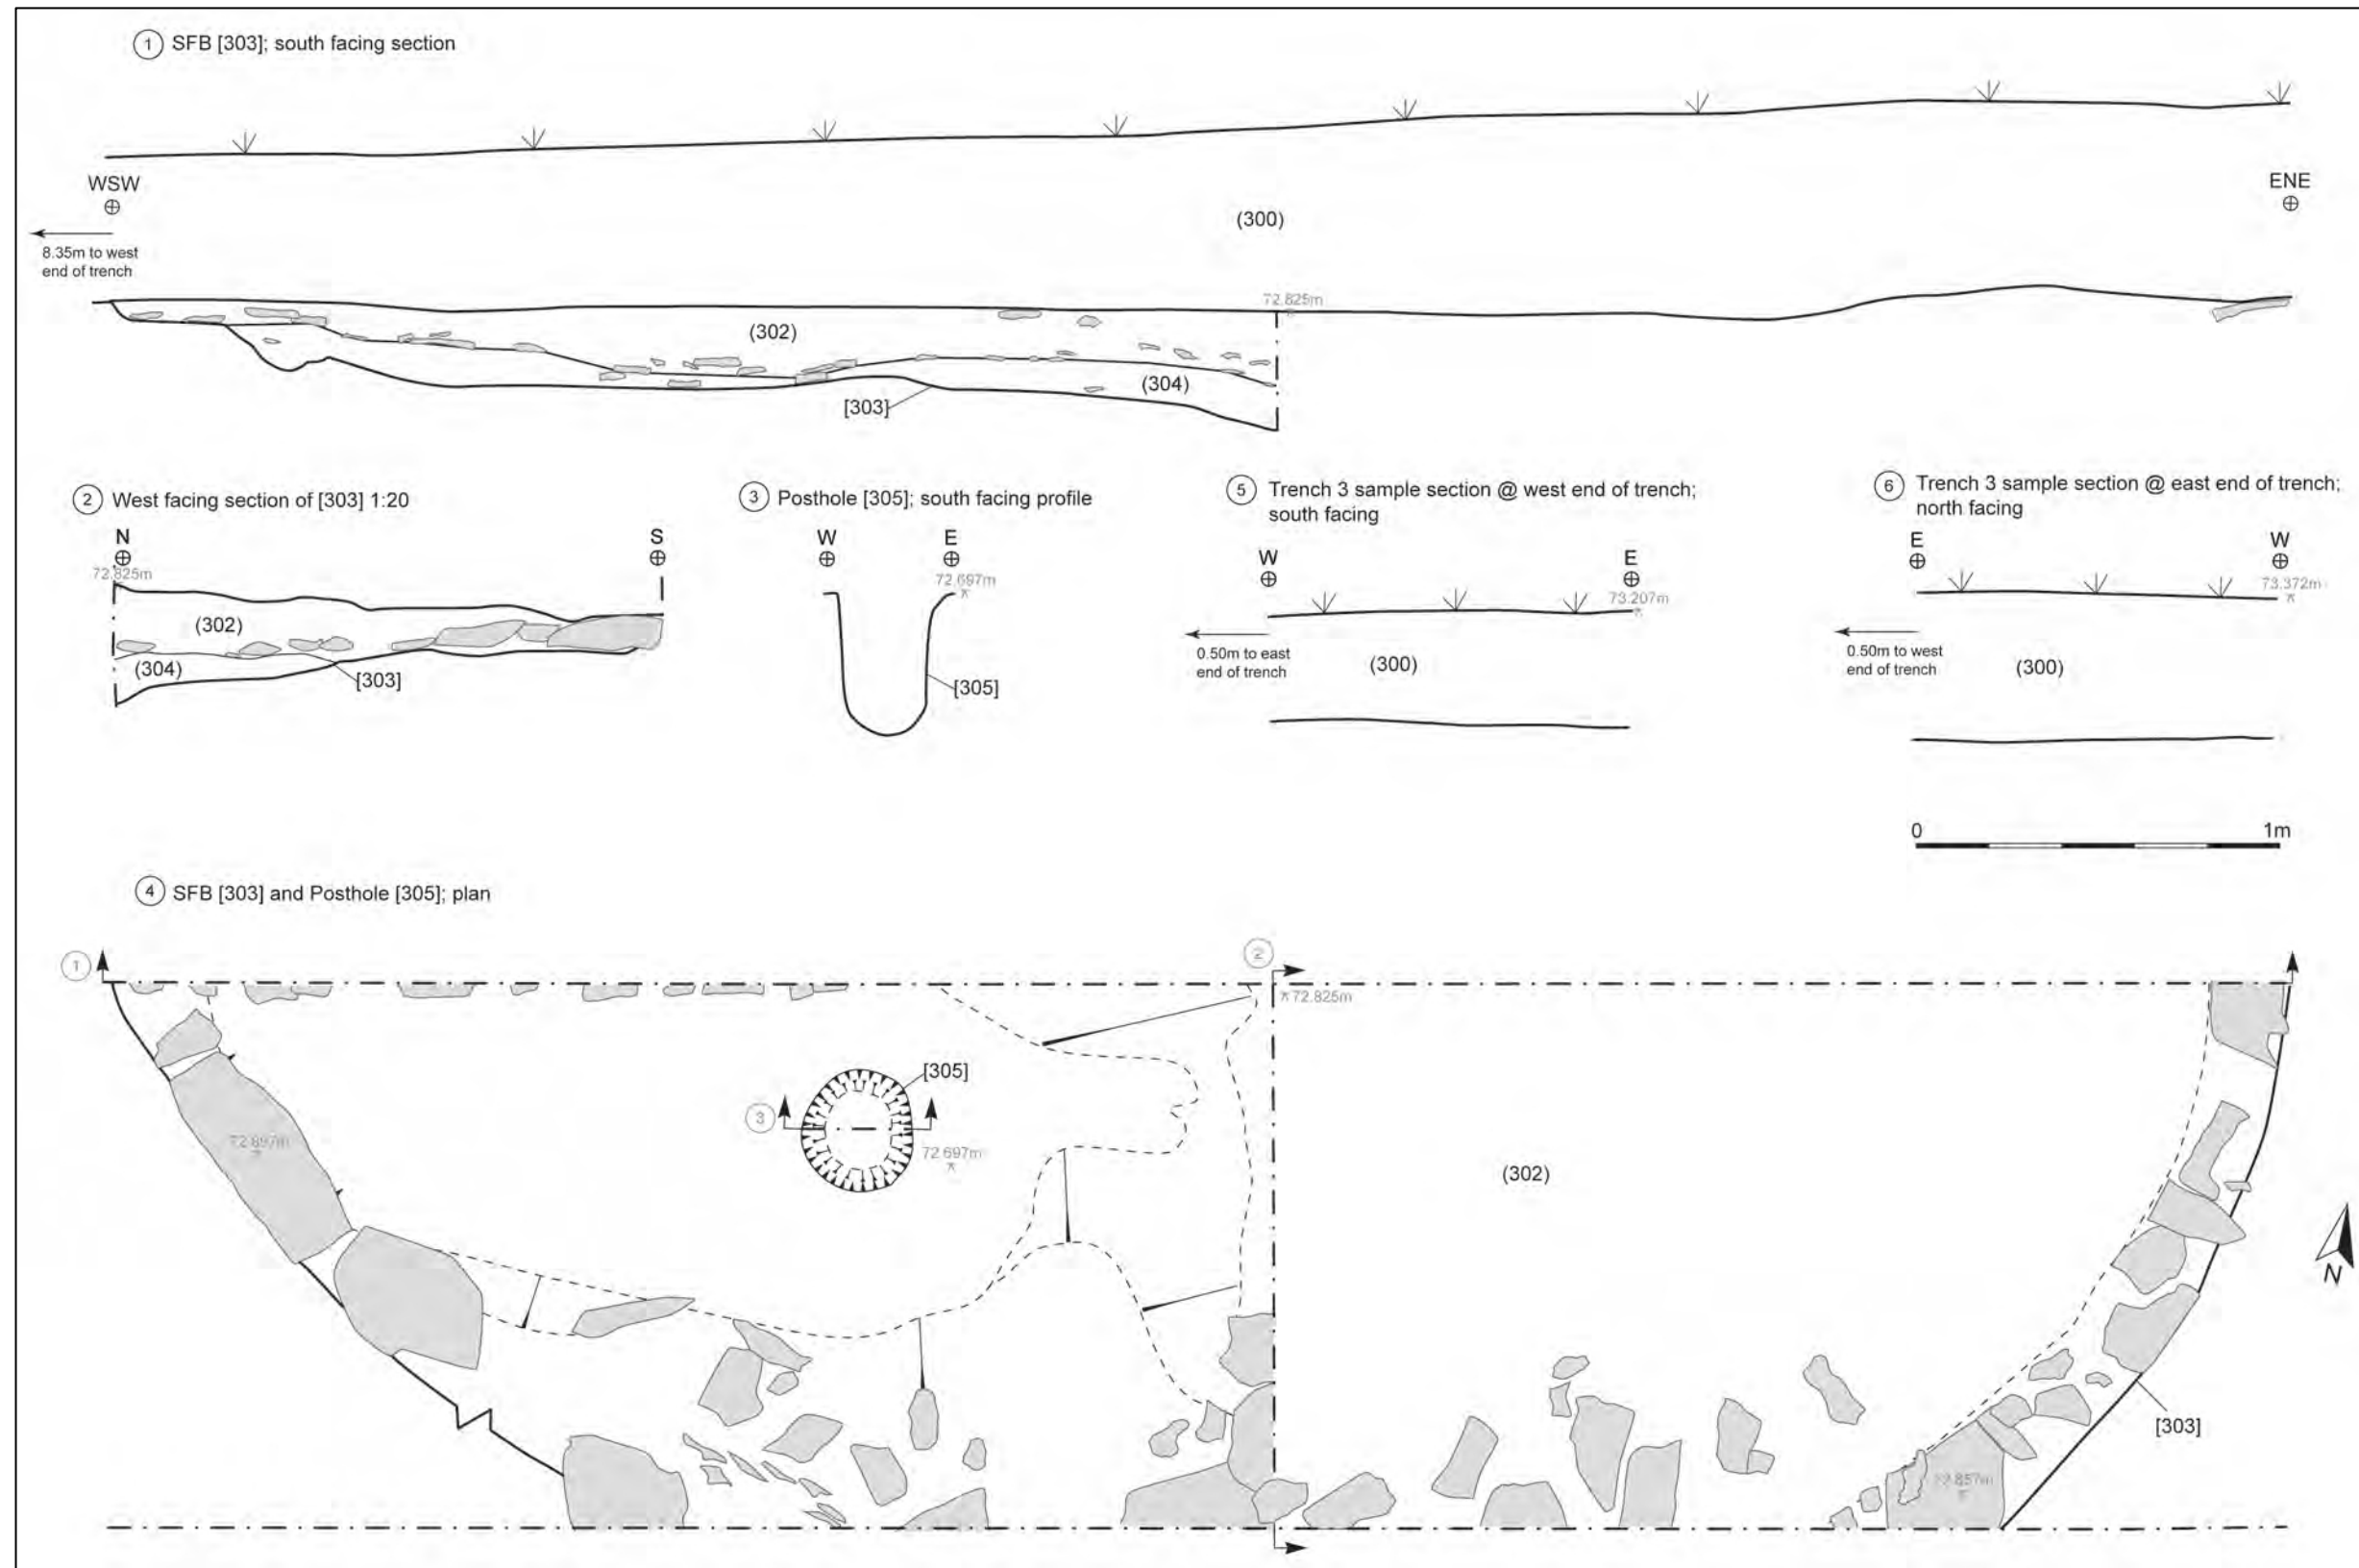 1 SFB [303]; south facing section
WSW
ENE
8.35m to west
end of trench
(300)
72.825m
(302)
(304)
[303]
2 West facing section of [303] 1:20
N
S
72.825m
(302)
(304)
[303]
3 Posthole [305]; south facing profile
W
E
72.697m
[305]
5 Trench 3 sample section @ west end of trench;
south facing
W
E
73.207m
0.50m to east
end of trench
(300)
6 Trench 3 sample section @ east end of trench;
north facing
E
W
73.372m
0.50m to west
end of trench
(300)
0
1m
4 SFB [303] and Posthole [305]; plan
1
2
72.825m
[305]
3
72.897m
72.697m
(302)
N
[303]
72.857m